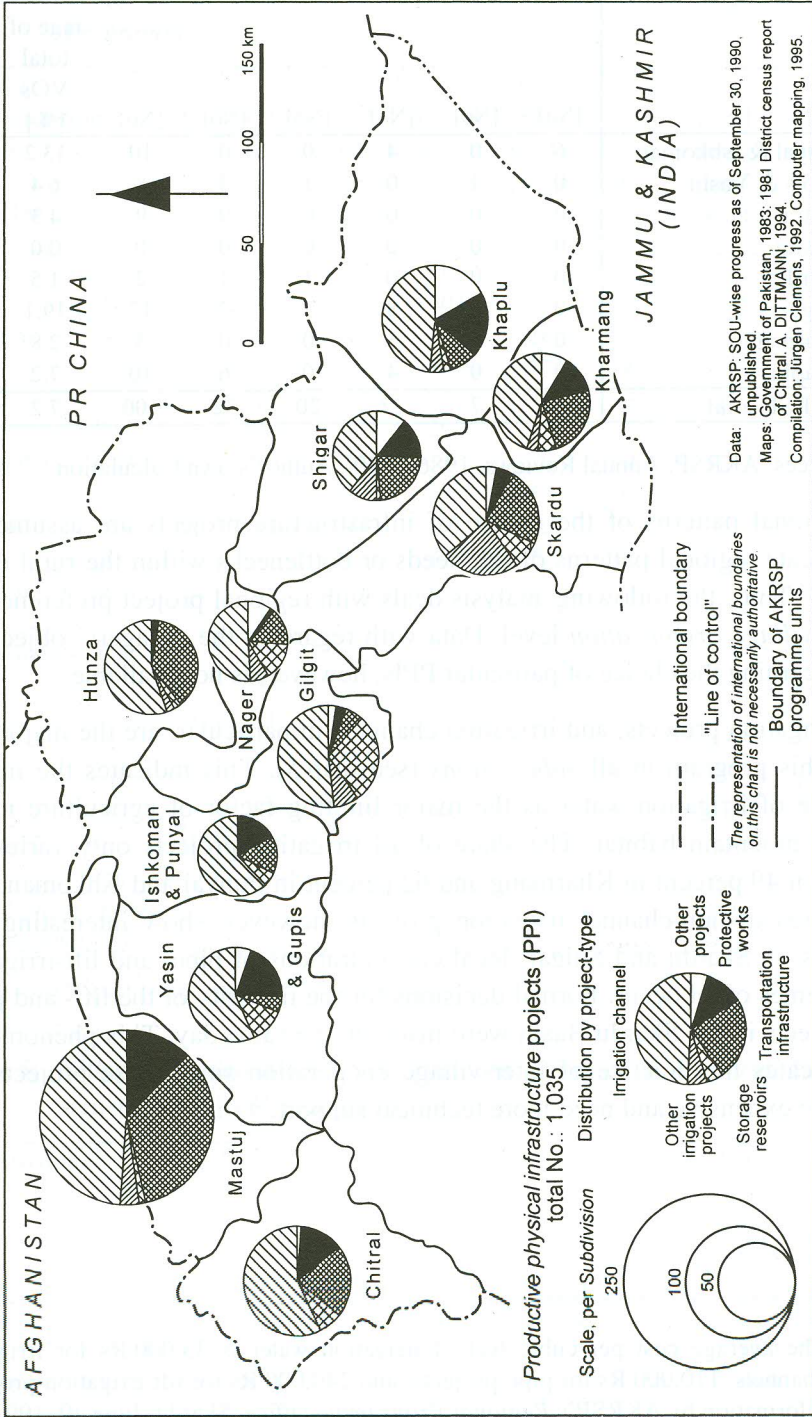 AFGHANISTAN
PR CHINA
JAMMU & KASHMIR
(INDIA)
0 50 100 150 km
Mastuj
Chitral
Yasin
& Gupis
Ishkoman
& Punyal
Hunza
Nager
Gilgit
Shigar
Skardu
Khaplu
Kharmang
Productive physical infrastructure projects (PPI)
total No.: 1,035
Scale, per Subdivision
250
100
50
Distribution by project-type
Irrigation channel
Other
projects
Protective
works
Transportation
infrastructure
Storage
reservoirs
Other
irrigation
projects
International boundary
"Line of control"
The representation of international boundaries
on this chart is not necessarily authoritative.
Boundary of AKRSP
programme units
Data: AKRSP: SOU-wise progress as of September 30, 1990,
unpublished.
Maps: Government of Pakistan, 1983: 1981 District census report
of Chitral. A. DITTMANN, 1994.
Compilation: Jürgen Clemens, 1992. Computer mapping, 1995.